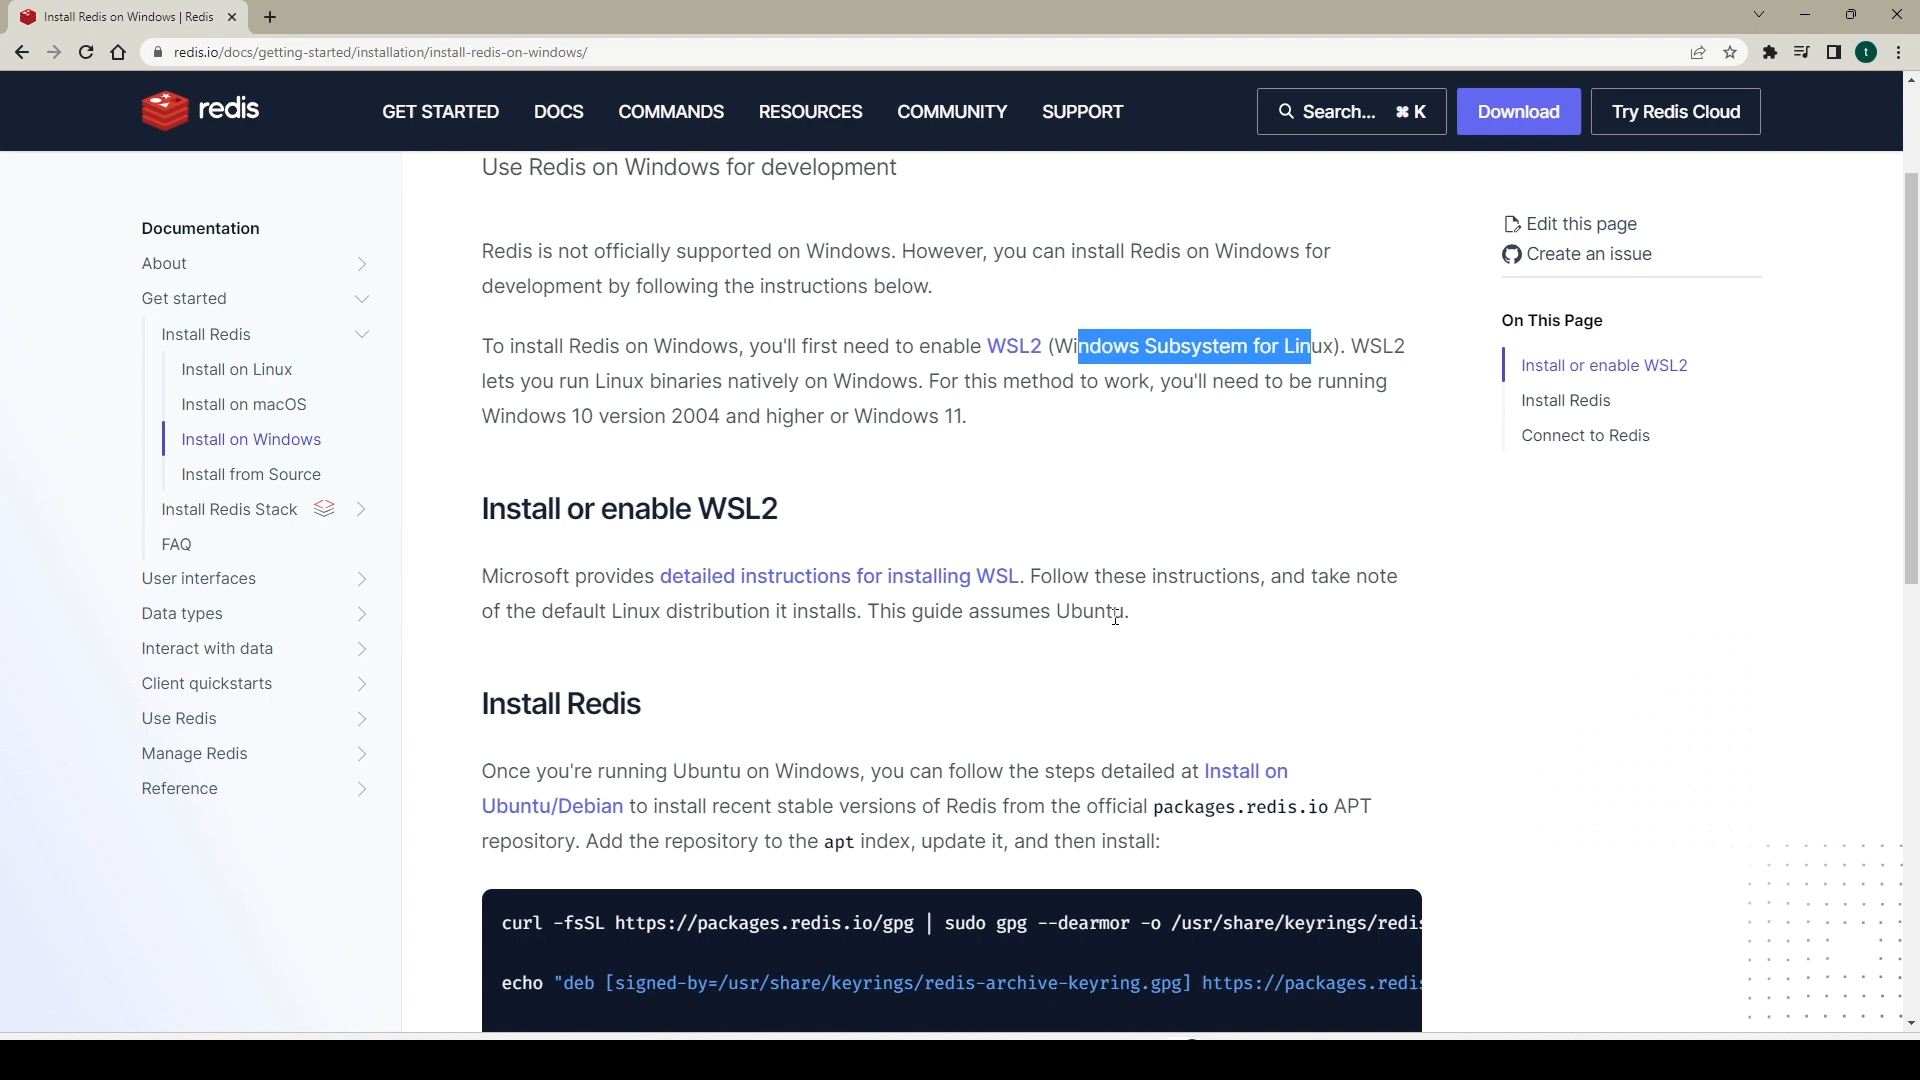 Install Redis on Windows | Redis
redis.io/docs/getting-started/installation/install-redis-on-windows/
t
redis
GET STARTED
DOCS
COMMANDS
RESOURCES
COMMUNITY
SUPPORT
Search... ⌘ K
Download
Try Redis Cloud
Documentation
About
Get started
Install Redis
Install on Linux
Install on macOS
Install on Windows
Install from Source
Install Redis Stack
FAQ
User interfaces
Data types
Interact with data
Client quickstarts
Use Redis
Manage Redis
Reference
Use Redis on Windows for development
Redis is not officially supported on Windows. However, you can install Redis on Windows for
development by following the instructions below.
To install Redis on Windows, you'll first need to enable WSL2 (Windows Subsystem for Linux). WSL2
lets you run Linux binaries natively on Windows. For this method to work, you'll need to be running
Windows 10 version 2004 and higher or Windows 11.
Install or enable WSL2
Microsoft provides detailed instructions for installing WSL. Follow these instructions, and take note
of the default Linux distribution it installs. This guide assumes Ubuntu.
Install Redis
Once you're running Ubuntu on Windows, you can follow the steps detailed at Install on
Ubuntu/Debian to install recent stable versions of Redis from the official packages.redis.io APT
repository. Add the repository to the apt index, update it, and then install:
curl -fsSL https://packages.redis.io/gpg | sudo gpg --dearmor -o /usr/share/keyrings/redis
echo "deb [signed-by=/usr/share/keyrings/redis-archive-keyring.gpg] https://packages.redis
Edit this page
Create an issue
On This Page
Install or enable WSL2
Install Redis
Connect to Redis